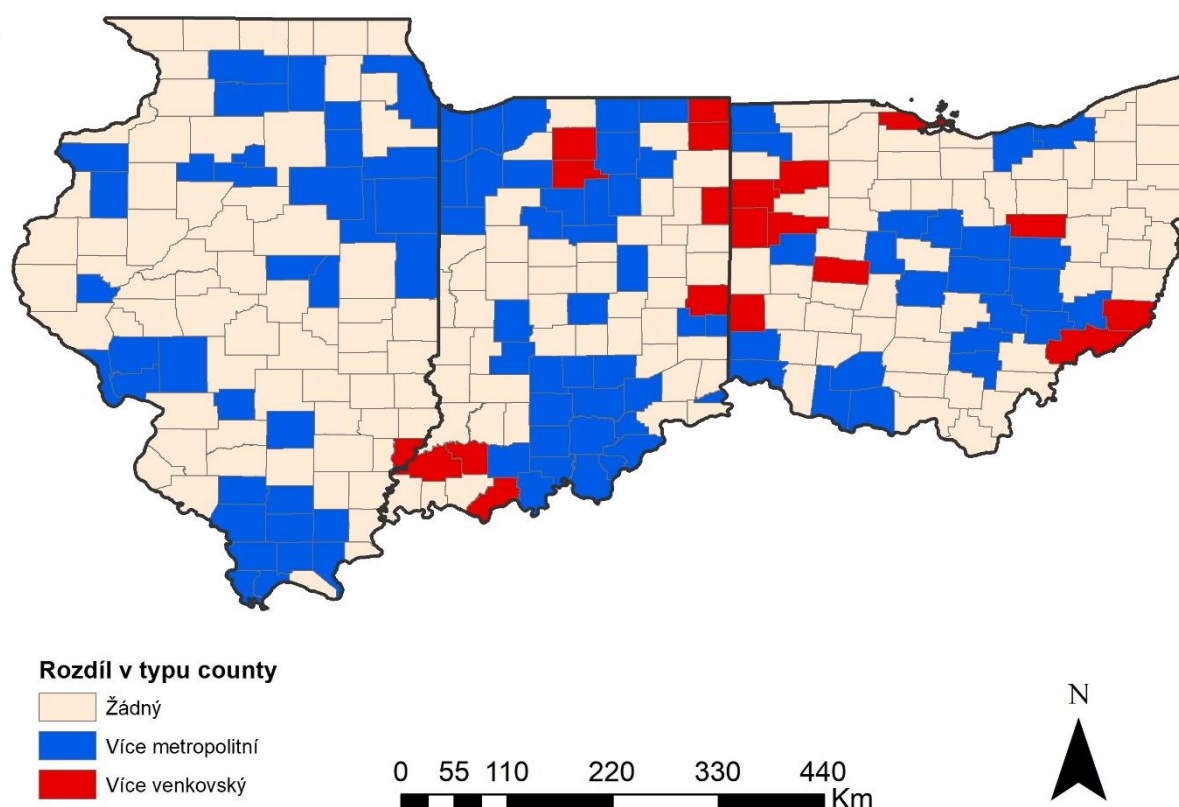 Rozdíl v typu county
Žádný
Více metropolitní
Více venkovský
0 55 110 220 330 440
Km
N